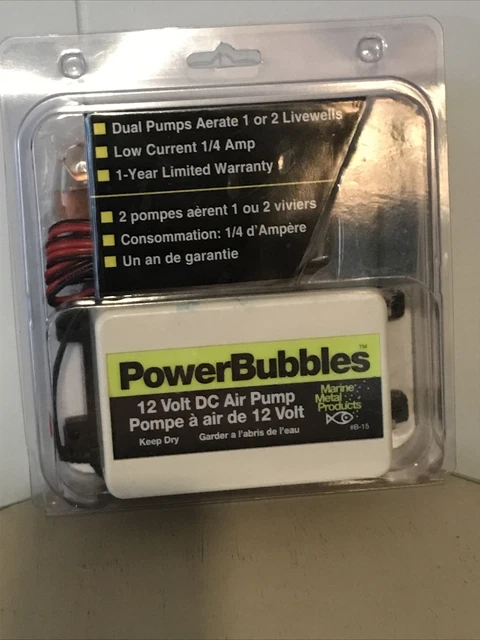 Dual Pumps Aerate 1 or 2 Livewells
Low Current 1/4 Amp
1-Year Limited Warranty
2 pompes aèrent 1 ou 2 viviers
Consommation: 1/4 d'Ampère
Un an de garantie
PowerBubbles™
12 Volt DC Air Pump
Pompe à air de 12 Volt
Keep Dry Garder a l'abris de l'eau
Marine
Metal
Products
#B-15